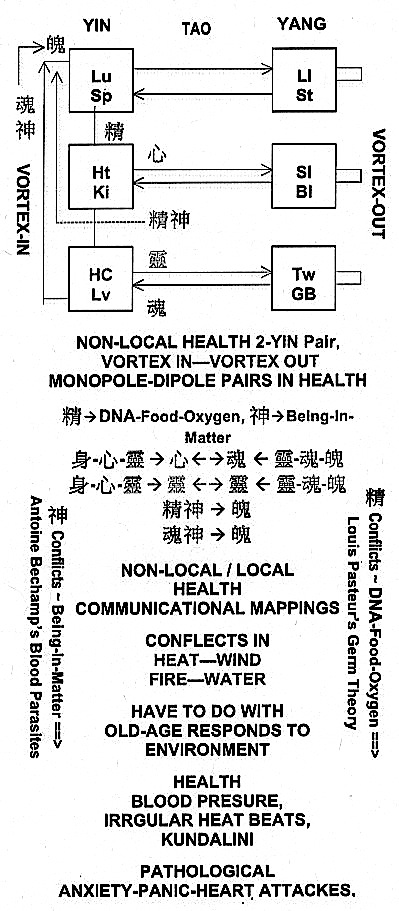 YIN TAO YANG
魄
Lu
Sp
LI
St
魂
神
精
心
VORTEX-IN
VORTEX-OUT
Ht
Ki
SI
Bl
精神
靈
HC
Lv
Tw
GB
魂
NON-LOCAL HEALTH 2-YIN Pair,
VORTEX IN—VORTEX OUT
MONOPOLE-DIPOLE PAIRS IN HEALTH
精→DNA-Food-Oxygen, 神→Being-In-
Matter
身-心-靈 → 心←→魂 ← 靈-魂-魄
身-心-靈 → 靈 ←→ 靈 ← 靈-魂-魄
精神 → 魄
魂神 → 魄
神 Conflicts ~ Being-In-Matter ==>
Antoine Bechamp's Blood Parasites
精 Conflicts ~ DNA-Food-Oxygen ==>
Louis Pasteur's Germ Theory
NON-LOCAL / LOCAL
HEALTH
COMMUNICATIONAL MAPPINGS
CONFLECTS IN
HEAT—WIND
FIRE—WATER
HAVE TO DO WITH
OLD-AGE RESPONDS TO
ENVIRONMENT
HEALTH
BLOOD PRESURE,
IRRGULAR HEAT BEATS,
KUNDALINI
PATHOLOGICAL
ANXIETY-PANIC-HEART ATTACKES.